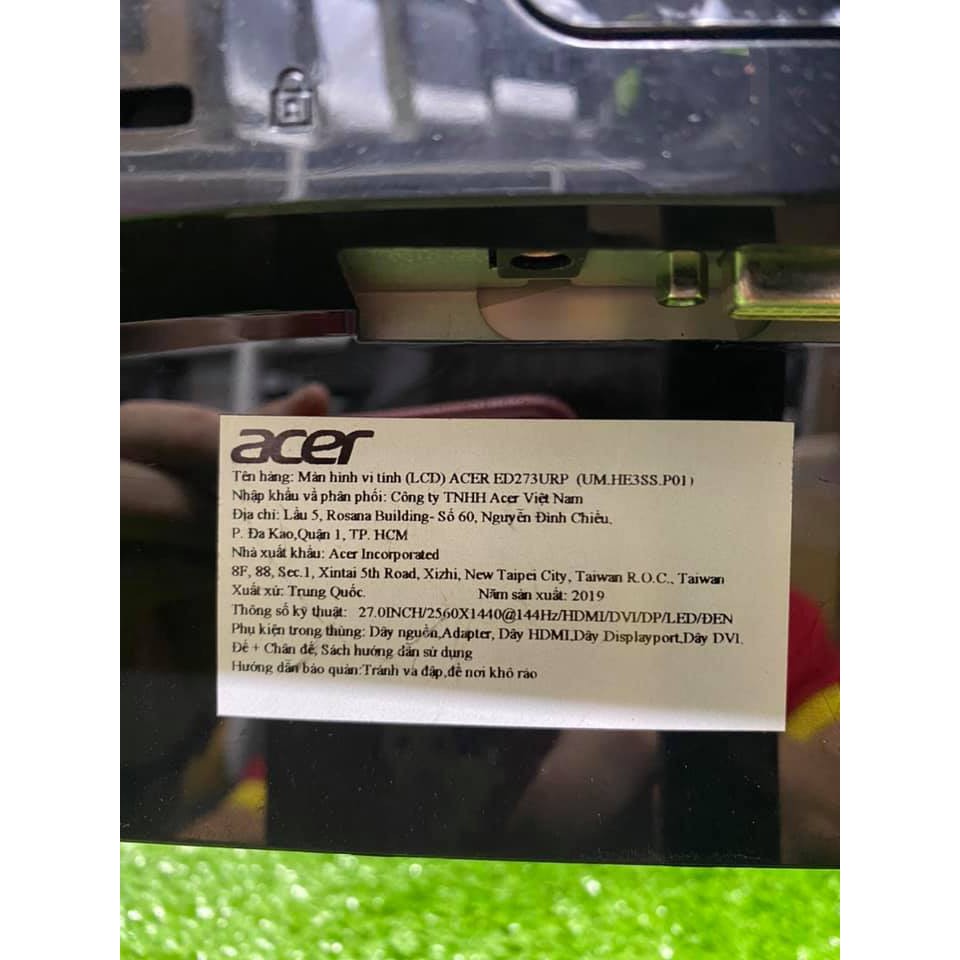 acer
Tên hàng: Màn hình vi tính (LCD) ACER ED273URP (UM.HE3SS.P01)
Nhập khẩu và phân phối: Công ty TNHH Acer Việt Nam
Địa chỉ: Lầu 5, Rosana Building- Số 60, Nguyễn Đình Chiểu,
P. Đa Kao,Quận 1, TP. HCM
Nhà xuất khẩu: Acer Incorporated
8F, 88, Sec.1, Xintai 5th Road, Xizhi, New Taipei City, Taiwan R.O.C., Taiwan
Xuất xứ: Trung Quốc. Năm sản xuất: 2019
Thông số kỹ thuật: 27.0INCH/2560X1440@144Hz/HDMI/DVI/DP/LED/ĐEN
Phụ kiện trong thùng: Dây nguồn,Adapter, Dây HDMI,Dây Displayport,Dây DVI.
Đế + Chân đế, Sách hướng dẫn sử dụng
Hướng dẫn bảo quản:Tránh va đập,để nơi khô ráo